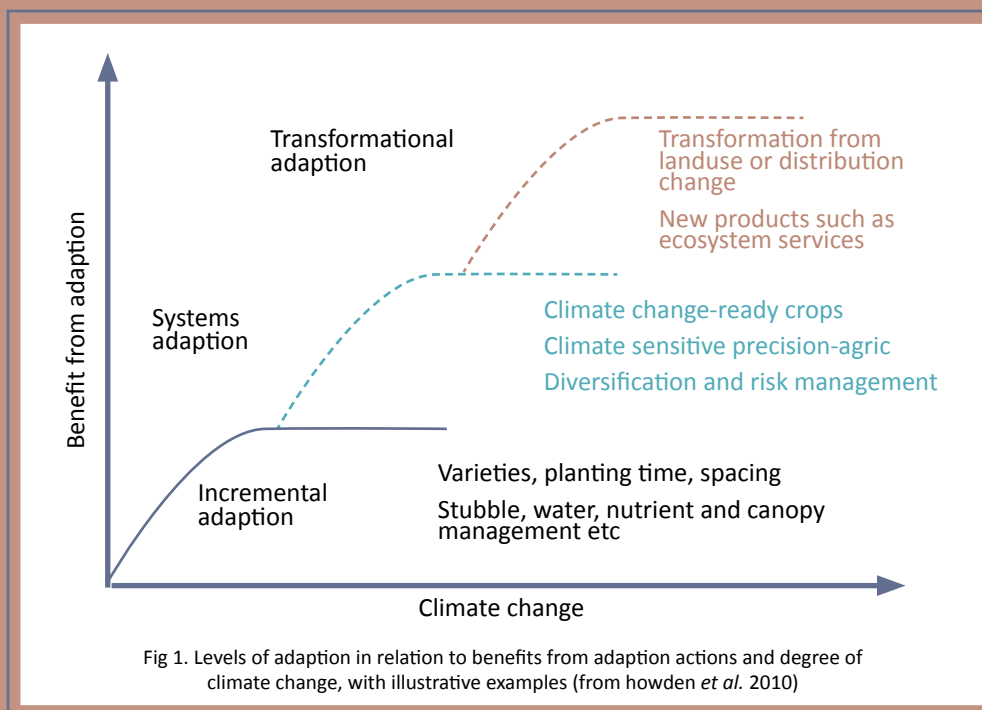 Benefit from adaption
Transformational
adaption
Transformation from
landuse or distribution
change
New products such as
ecosystem services
Systems
adaption
Climate change-ready crops
Climate sensitive precision-agric
Diversification and risk management
Incremental
adaption
Varieties, planting time, spacing
Stubble, water, nutrient and canopy
management etc
Climate change
Fig 1. Levels of adaption in relation to benefits from adaption actions and degree of
climate change, with illustrative examples (from howden et al. 2010)